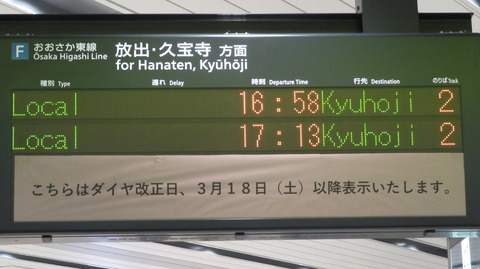 F おおさか東線 放出・久宝寺 方面
Ōsaka Higashi Line for Hanaten, Kyūhōji
種別 Type 遅れ Delay 時刻 Departure Time 行先 Destination のりば Track
Local 16:58 Kyuhoji 2
Local 17:13 Kyuhoji 2
こちらはダイヤ改正日、3月18日（土）以降表示いたします。